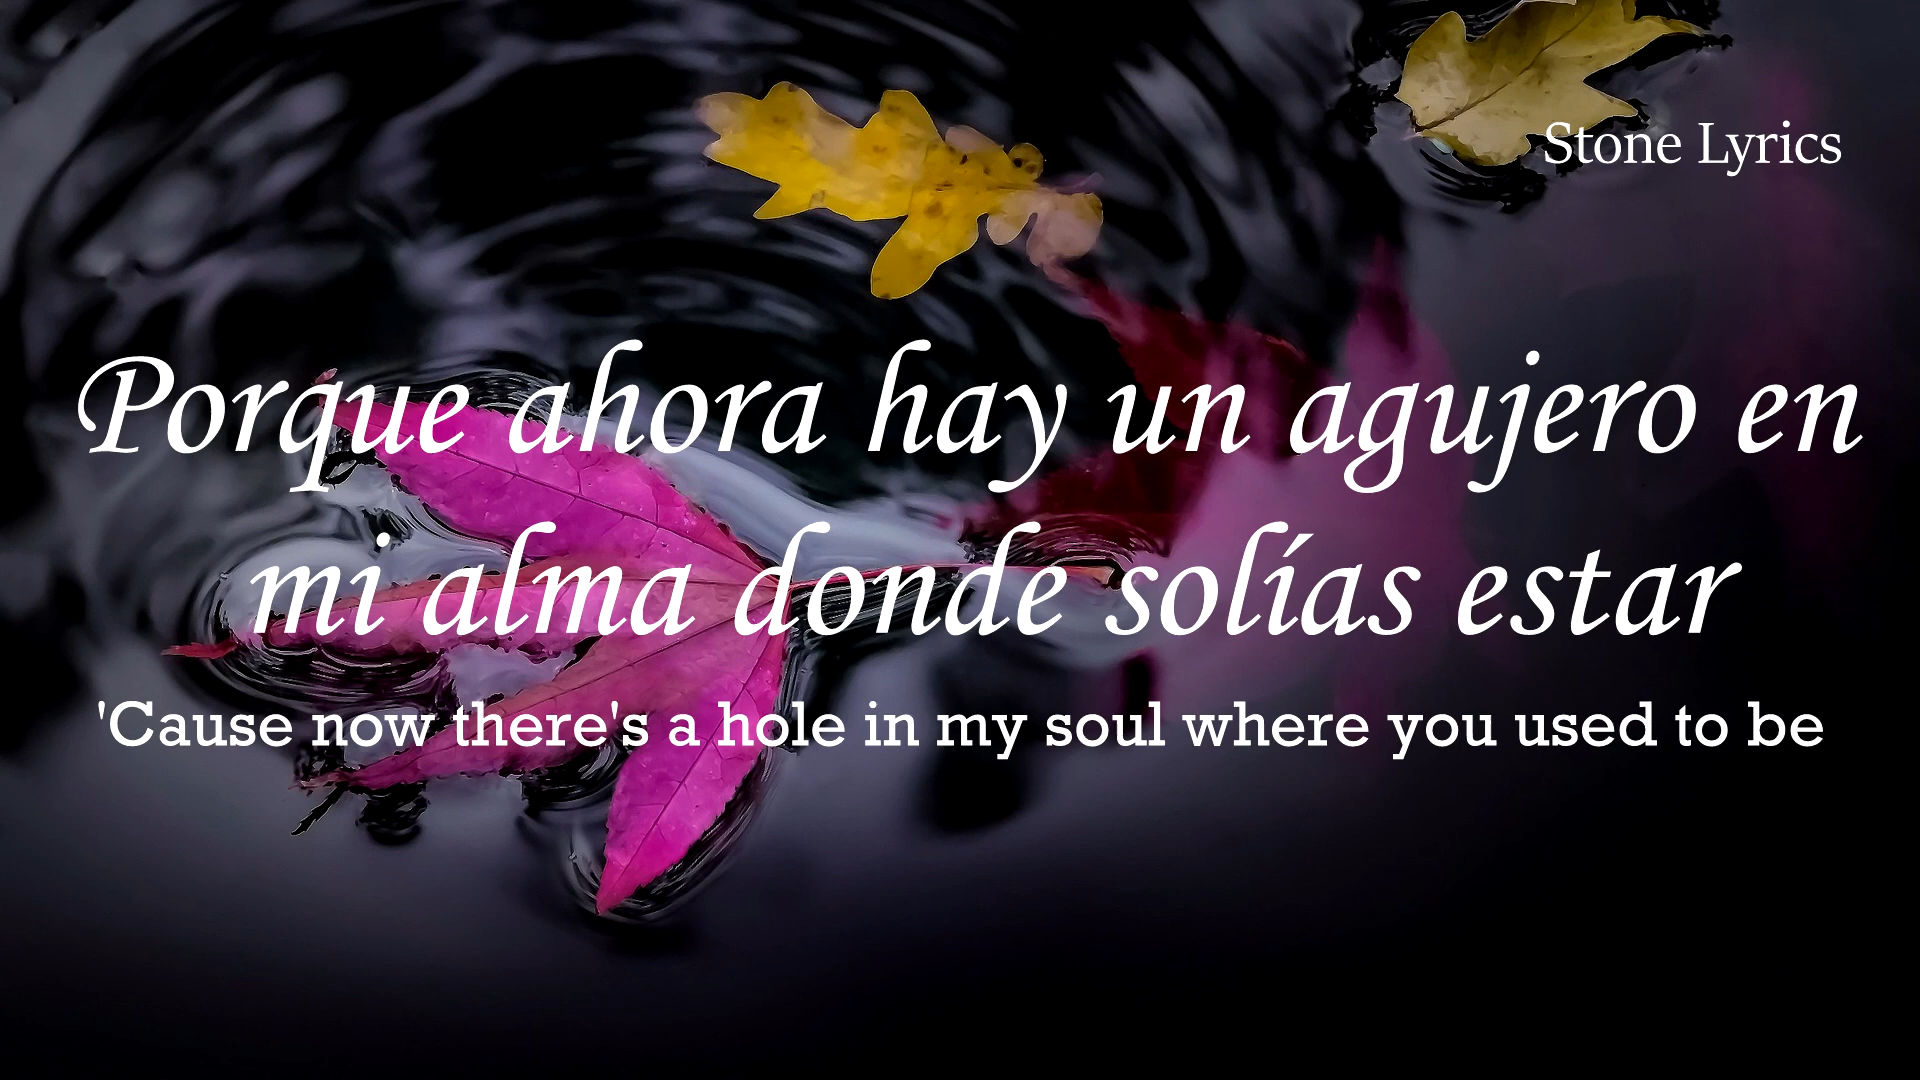 Stone Lyrics
Porque ahora hay un agujero en
mi alma donde solías estar
'Cause now there's a hole in my soul where you used to be